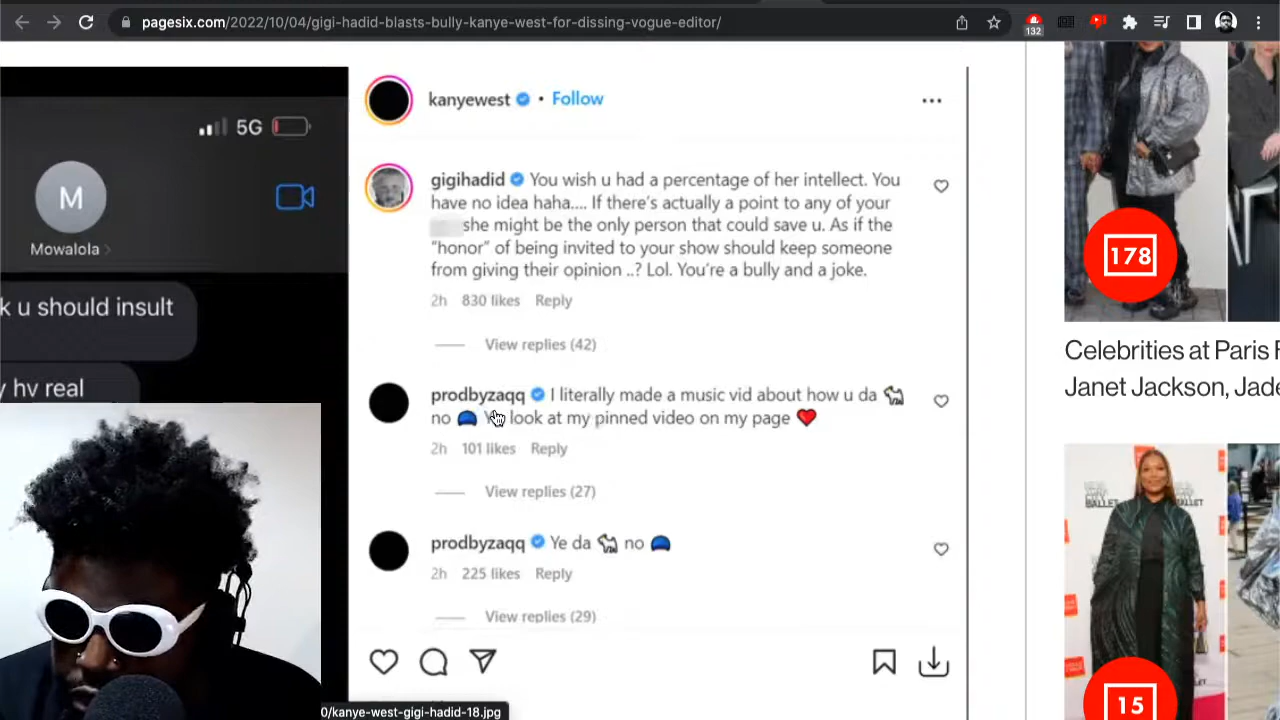 pagesix.com/2022/10/04/gigi-hadid-blasts-bully-kanye-west-for-dissing-vogue-editor/
132
5G
M
Mowalola
k u should insult
y hv real
kanyewest • Follow
gigihadid You wish u had a percentage of her intellect. You
have no idea haha.... If there's actually a point to any of your
she might be the only person that could save u. As if the
"honor" of being invited to your show should keep someone
from giving their opinion ..? Lol. You're a bully and a joke.
2h 830 likes Reply
View replies (42)
prodbyzaqq I literally made a music vid about how u da 🐐
no 🧢 look at my pinned video on my page ❤️
2h 101 likes Reply
View replies (27)
prodbyzaqq Ye da 🐐 no 🧢
2h 225 likes Reply
View replies (29)
0/kanye-west-gigi-hadid-18.jpg
178
Celebrities at Paris F
Janet Jackson, Jade
BALLET
15